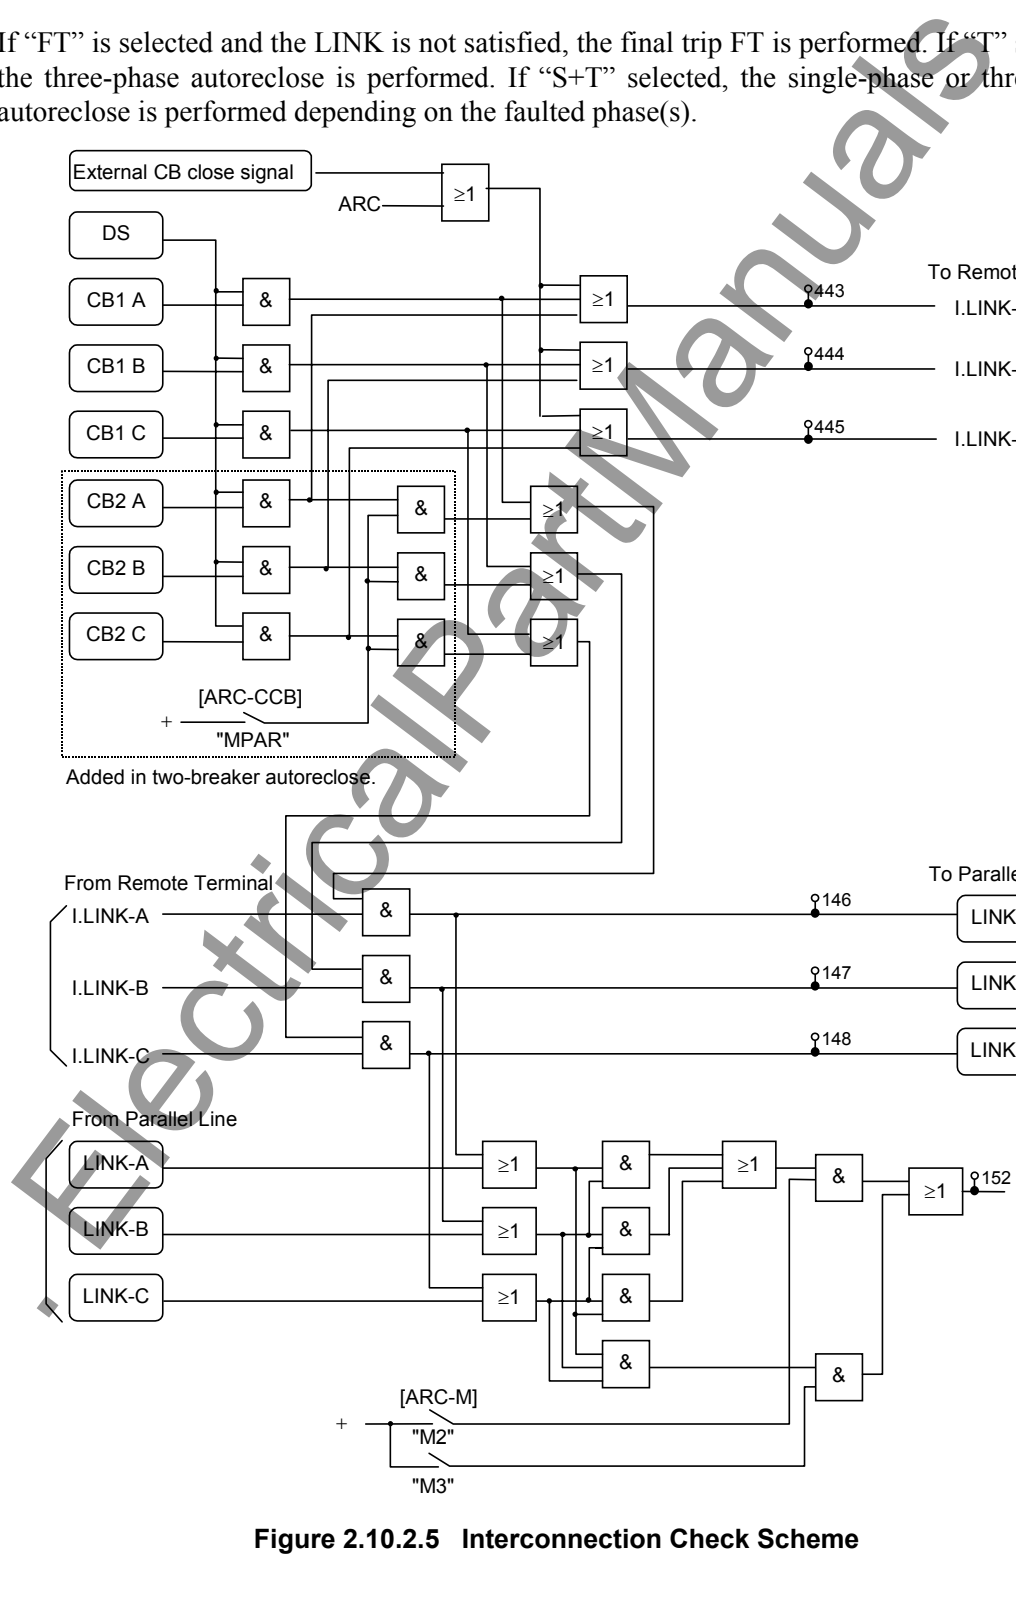 If “FT” is selected and the LINK is not satisfied, the final trip FT is performed. If “T”
the three-phase autoreclose is performed. If “S+T” selected, the single-phase or
autoreclose is performed depending on the faulted phase(s).
External CB close signal
≥1
ARC
DS
To
CB1 A
&
≥1
443
I.LINK-
CB1 B
&
≥1
444
I.LINK-
CB1 C
&
≥1
445
I.LINK-
CB2 A
&
&
≥1
CB2 B
&
&
≥1
CB2 C
&
&
≥1
[ARC-CCB]
+
"MPAR"
Added in two-breaker autoreclose.
From Remote Terminal
To
I.LINK-A
&
146
LINK
I.LINK-B
&
147
LINK
I.LINK-C
&
148
LINK
From Parallel Line
LINK-A
≥1
&
≥1
&
≥1
152
LINK-B
≥1
&
LINK-C
≥1
&
&
&
[ARC-M]
+
"M2"
"M3"
Figure 2.10.2.5 Interconnection Check Scheme
ElectricalPartManuals